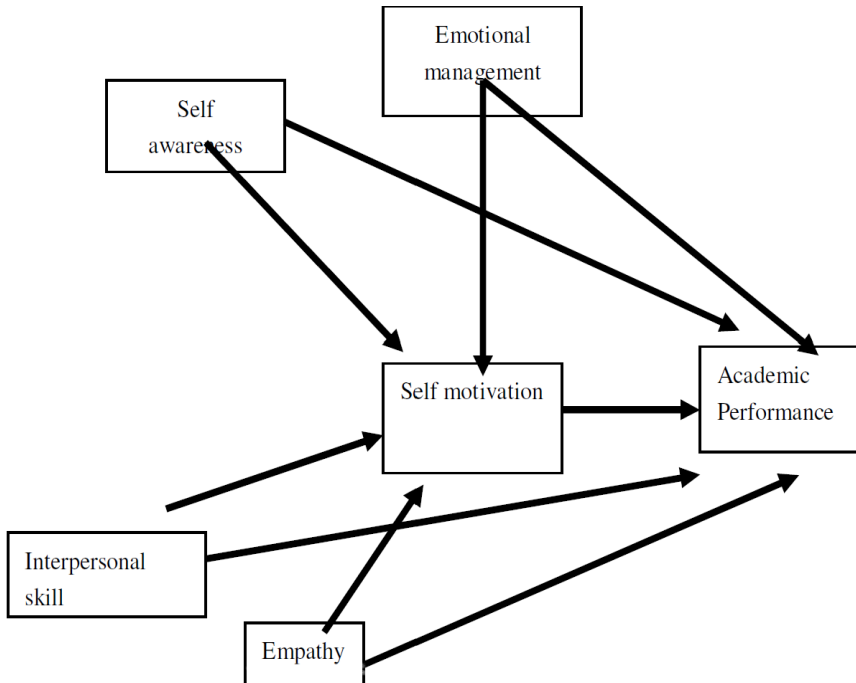 Emotional
management
Self
awareness
Self motivation
Academic
Performance
Interpersonal
skill
Empathy